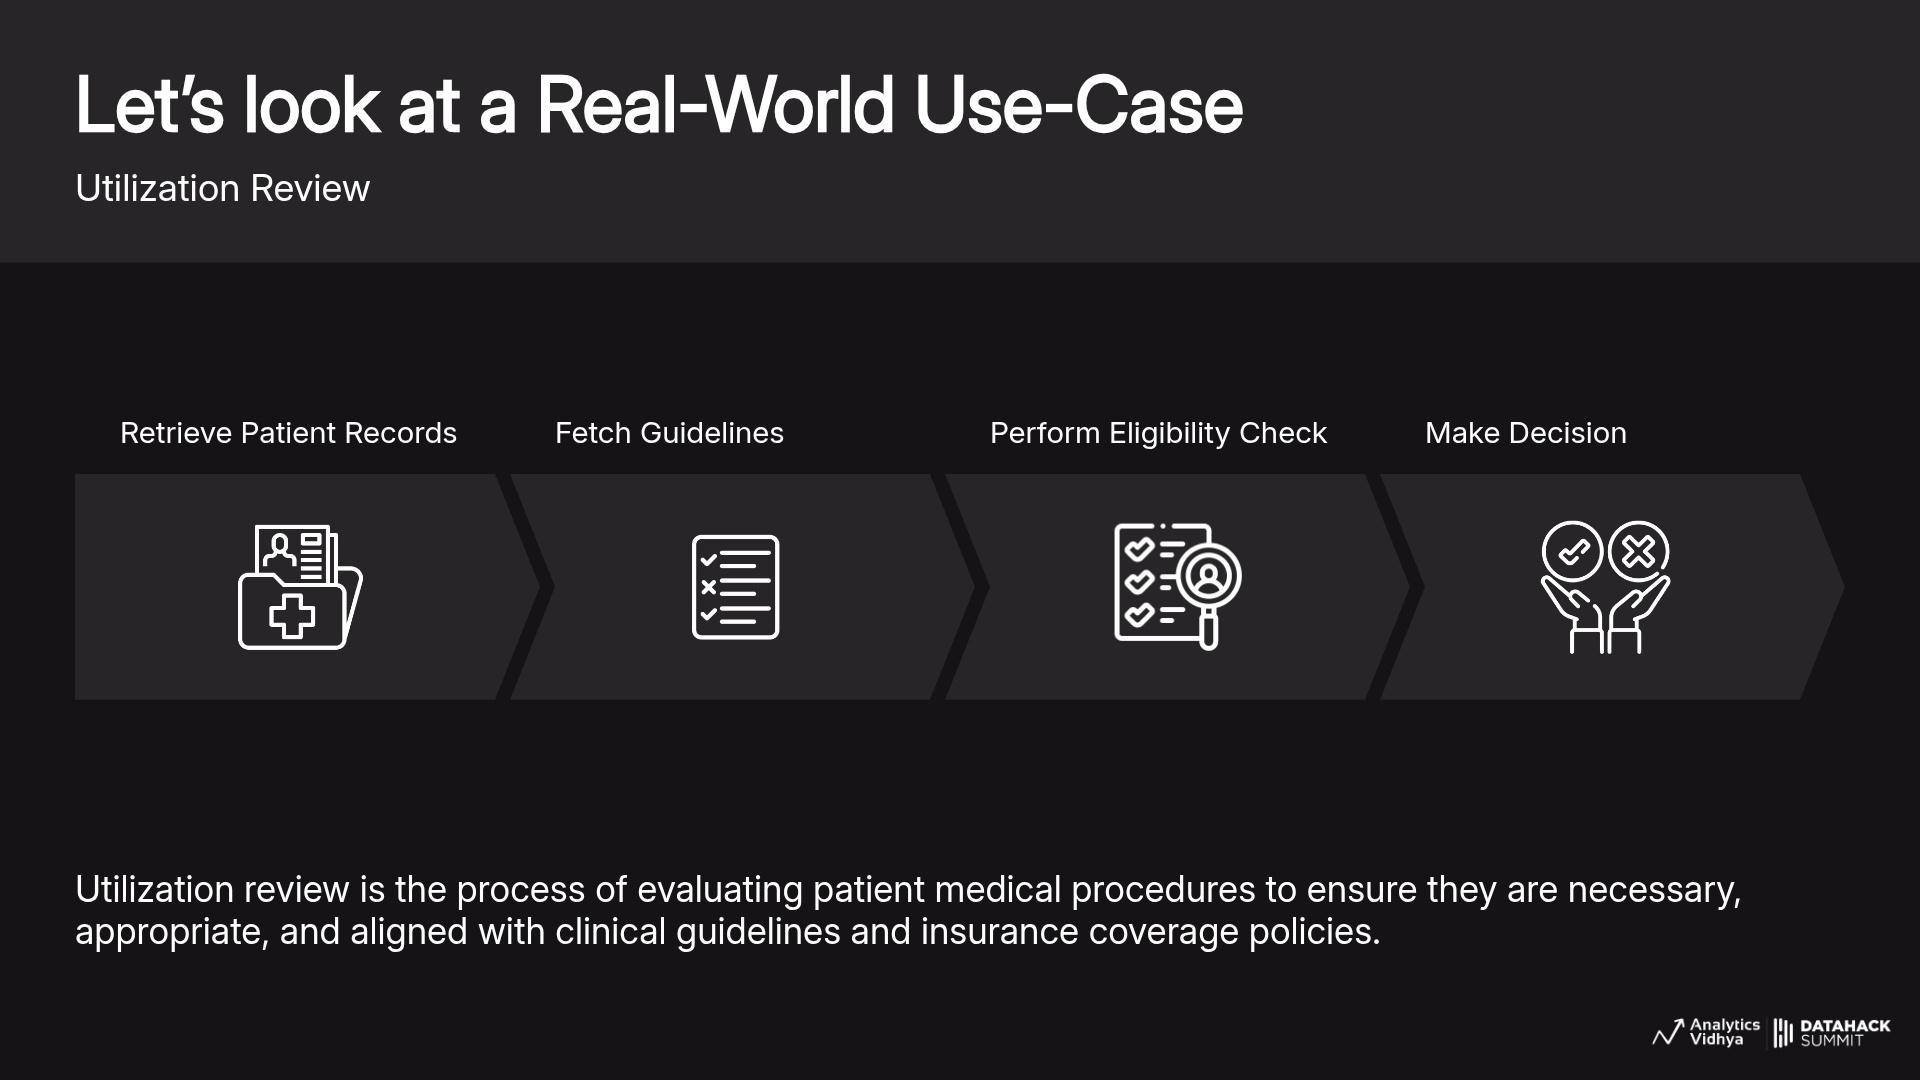 Let’s look at a Real-World Use-Case
Utilization Review
Retrieve Patient Records
Fetch Guidelines
Perform Eligibility Check
Make Decision
Utilization review is the process of evaluating patient medical procedures to ensure they are necessary,
appropriate, and aligned with clinical guidelines and insurance coverage policies.
Analytics
Vidhya
DATAHACK
SUMMIT